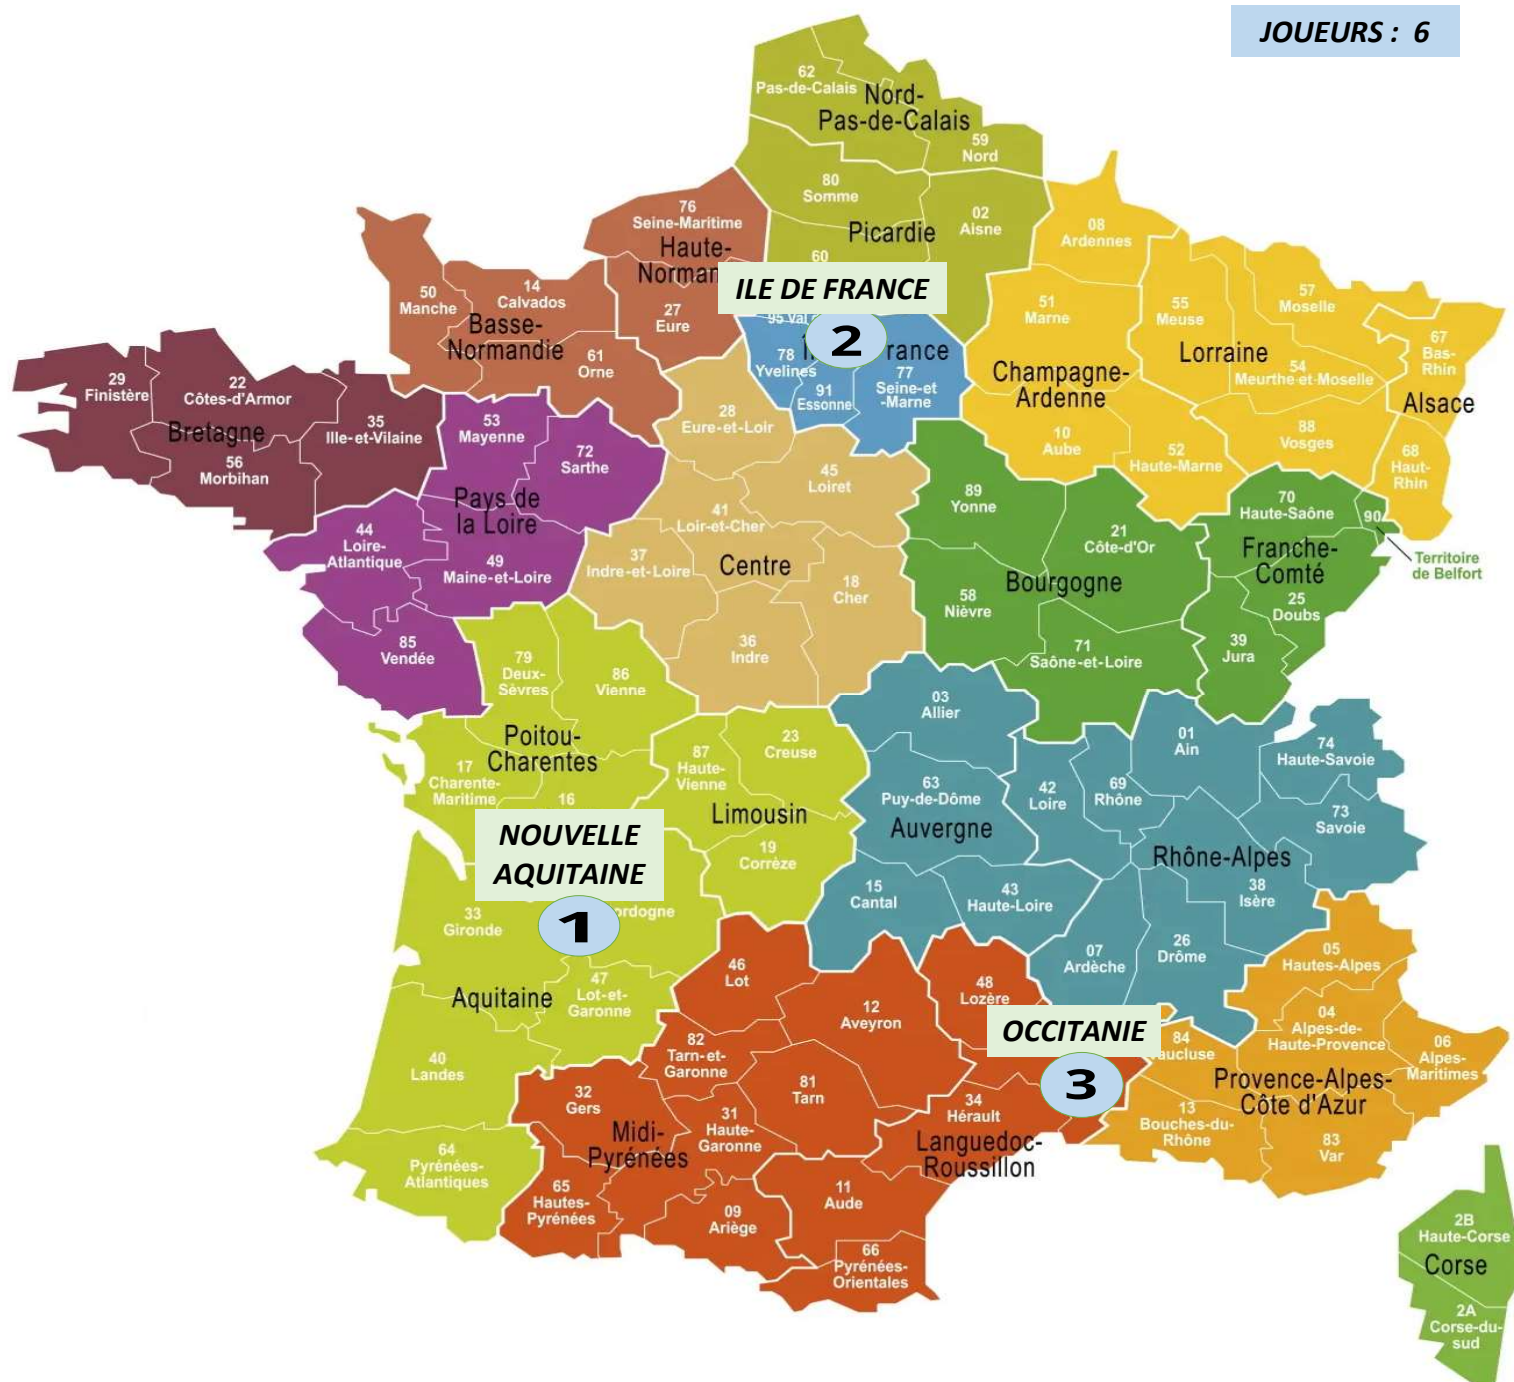 JOUEURS : 6
62
Pas-de-Calais
Nord-
Pas-de-Calais
59
Nord
80
Somme
02
Aisne
Picardie
60
76
Seine-Maritime
Haute-
27
Eure
14
Calvados
50
Manche
Basse-
Normandie
61
Orne
ILE DE FRANCE
2
95 Val
78
Yvelines
91
Essonne
77
Seine-et
-Marne
08
Ardennes
51
Marne
Champagne-
Ardenne
10
Aube
52
Haute-Marne
55
Meuse
57
Moselle
Lorraine
54
Meurthe et Moselle
88
Vosges
67
Bas-
Rhin
Alsace
68
Haut-
Rhin
29
Finistère
22
Côtes-d'Armor
Bretagne
35
Ille-et-Vilaine
56
Morbihan
53
Mayenne
72
Sarthe
Pays de
la Loire
44
Loire-
Atlantique
49
Maine-et-Loire
85
Vendée
28
Eure-et-Loir
45
Loiret
41
Loir-et-Cher
37
Indre-et-Loire
Centre
18
Cher
36
Indre
89
Yonne
21
Côte-d'Or
Bourgogne
58
Nièvre
71
Saône-et-Loire
70
Haute-Saône
90
Territoire
de Belfort
Franche-
Comté
25
Doubs
39
Jura
79
Deux-
Sèvres
86
Vienne
Poitou-
Charentes
17
Charente-
Maritime
16
87
Haute-
Vienne
23
Creuse
Limousin
19
Corrèze
NOUVELLE
AQUITAINE
1
33
Gironde
47
Lot-et-
Garonne
Aquitaine
40
Landes
64
Pyrénées-
Atlantiques
03
Allier
63
Puy-de-Dôme
Auvergne
15
Cantal
43
Haute-Loire
42
Loire
69
Rhône
01
Ain
74
Haute-Savoie
73
Savoie
Rhône-Alpes
38
Isère
07
Ardèche
26
Drôme
46
Lot
12
Aveyron
48
Lozère
OCCITANIE
3
82
Tarn-et-
Garonne
32
Gers
81
Tarn
31
Haute-
Garonne
Midi-
Pyrénées
65
Hautes-
Pyrénées
09
Ariège
34
Hérault
Languedoc-
Roussillon
11
Aude
66
Pyrénées-
Orientales
05
Hautes-Alpes
04
Alpes-de-
Haute-Provence
06
Alpes-
Maritimes
84
Provence-Alpes-
Côte d'Azur
13
Bouches-du-
Rhône
83
Var
2B
Haute-Corse
Corse
2A
Corse-du-
sud